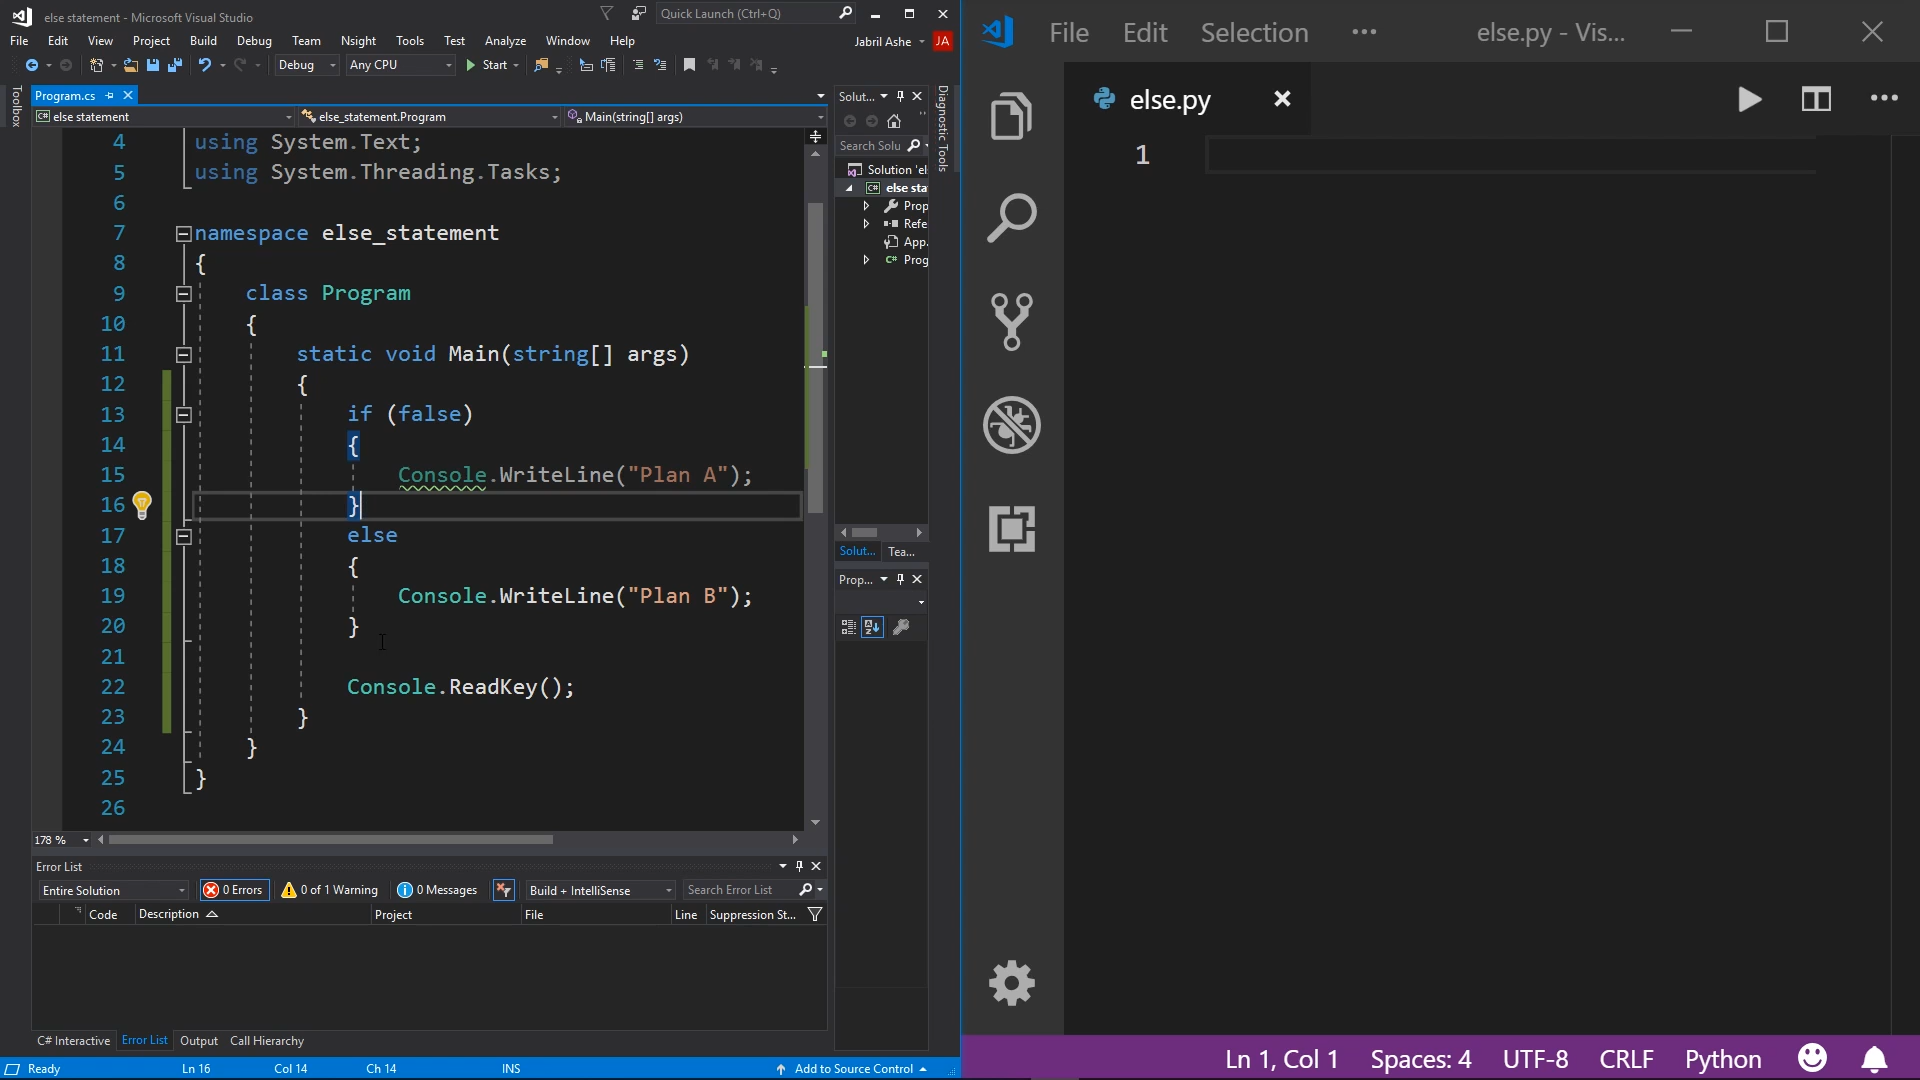 else statement - Microsoft Visual Studio
Quick Launch (Ctrl+Q)
File Edit View Project Build Debug Team Nsight Tools Test Analyze Window Help
Jabril Ashe JA
Debug Any CPU Start
Toolbox
Program.cs
else statement else_statement.Program Main(string[] args)
4 using System.Text;
5 using System.Threading.Tasks;
6
7 namespace else_statement
8 {
9 class Program
10 {
11 static void Main(string[] args)
12 {
13 if (false)
14 {
15 Console.WriteLine("Plan A");
16 }
17 else
18 {
19 Console.WriteLine("Plan B");
20 }
21
22 Console.ReadKey();
23 }
24 }
25 }
26
178 %
Solut...
Search Solu
Solution 'el
else sta
Prop
Refe
App.
Prog
Solut... Tea...
Prop...
Diagnostic Tools
Error List
Entire Solution 0 Errors 0 of 1 Warning 0 Messages Build + IntelliSense Search Error List
Code Description Project File Line Suppression St...
C# Interactive Error List Output Call Hierarchy
Ready Ln 16 Col 14 Ch 14 INS Add to Source Control
File Edit Selection ... else.py - Vis...
else.py
1
Ln 1, Col 1 Spaces: 4 UTF-8 CRLF Python